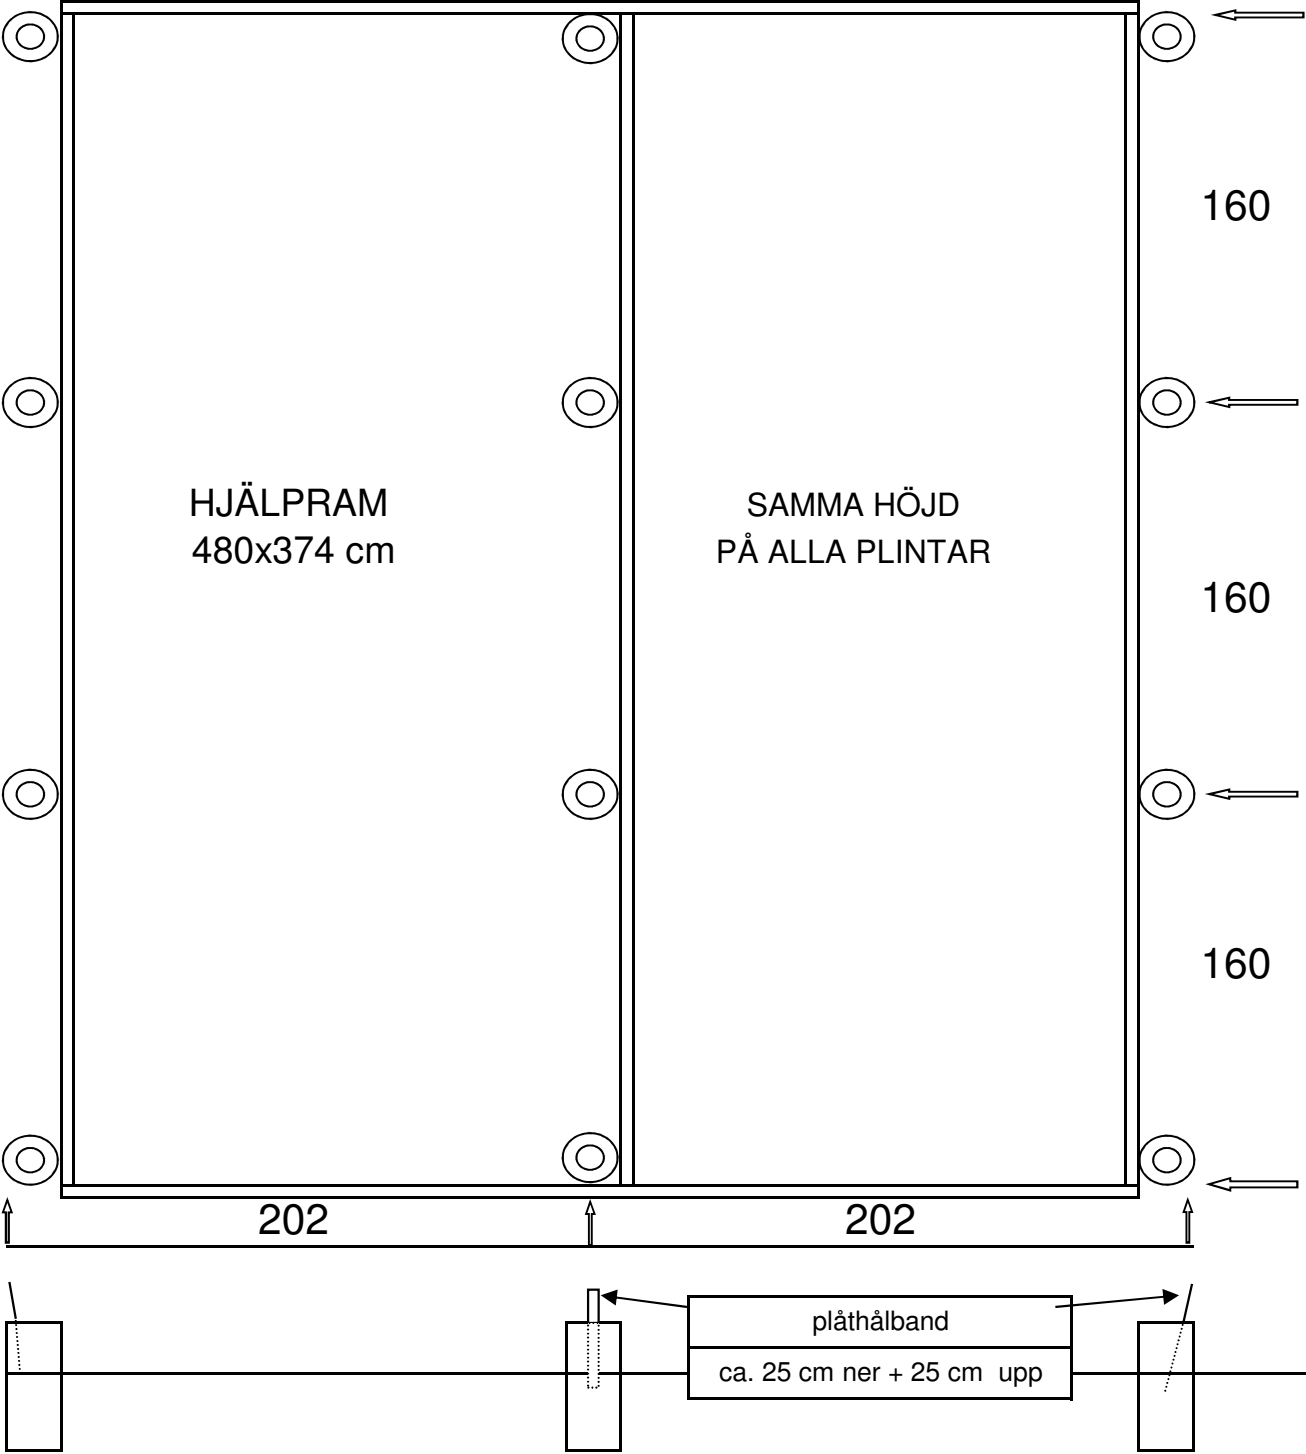 160
HJÄLPRAM
480x374 cm
SAMMA HÖJD
PÅ ALLA PLINTAR
160
160
202
202
plåthålband
ca. 25 cm ner + 25 cm upp